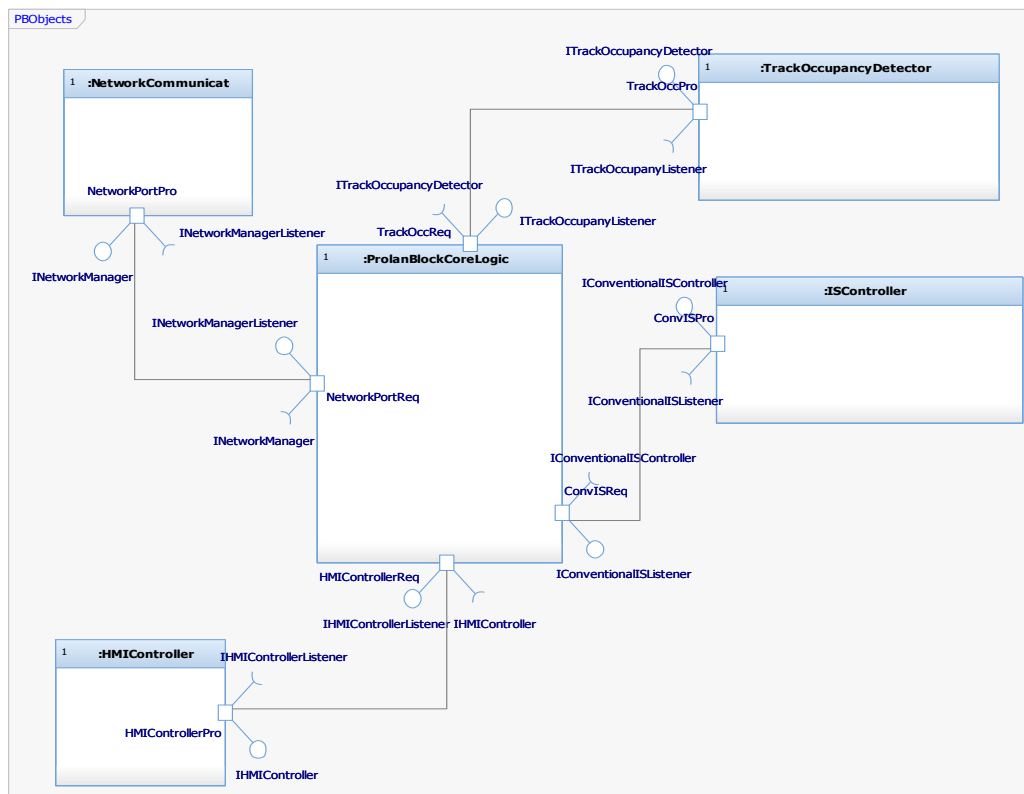 PBObjects
ITrackOccupancyDetector
1 :TrackOccupancyDetector
TrackOccPro
ITrackOccupanyListener
1 :NetworkCommunicat
NetworkPortPro
INetworkManagerListener
INetworkManager
ITrackOccupancyDetector
ITrackOccupanyListener
TrackOccReq
1 :ProlanBlockCoreLogic
INetworkManagerListener
NetworkPortReq
INetworkManager
IConventionalISController
1 :ISController
ConvISPro
IConventionalISListener
IConventionalISController
ConvISReq
IConventionalISListener
HMIControllerReq
IHMIControllerListener IHMIController
1 :HMIController
IHMIControllerListener
HMIControllerPro
IHMIController